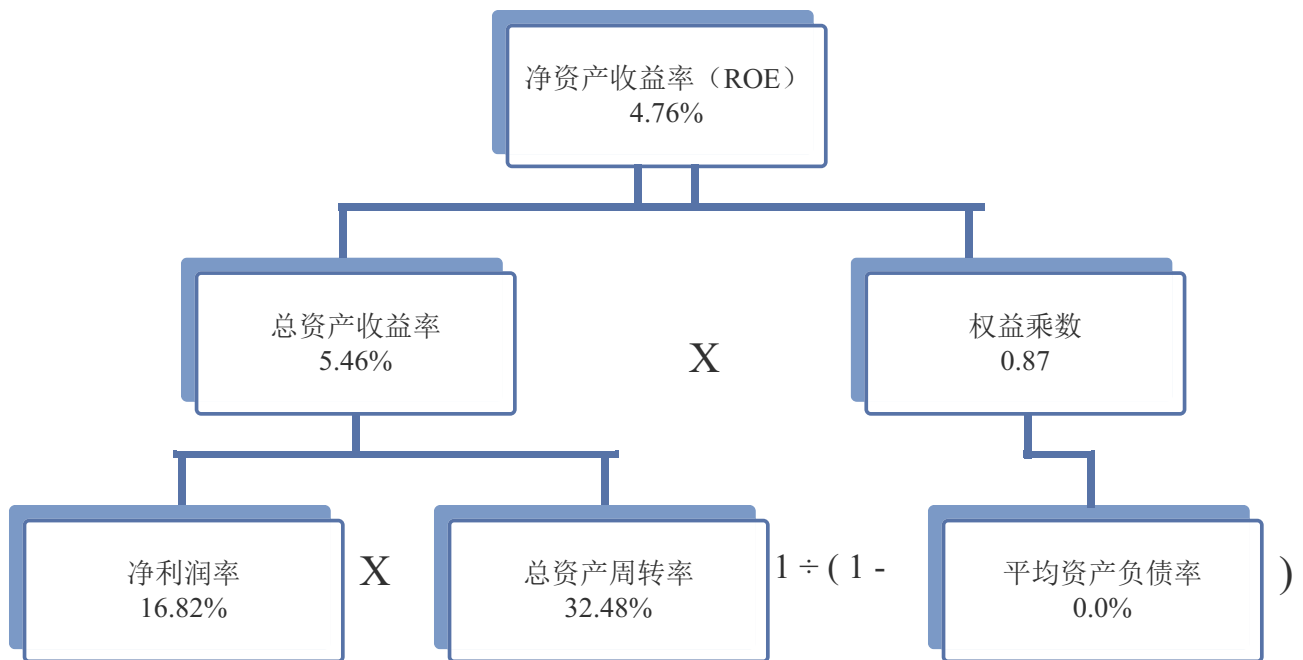 净资产收益率（ROE）
4.76%
总资产收益率
5.46%
X
权益乘数
0.87
净利润率
16.82%
X
总资产周转率
32.48%
1 ÷ ( 1 -
平均资产负债率
0.0%
)